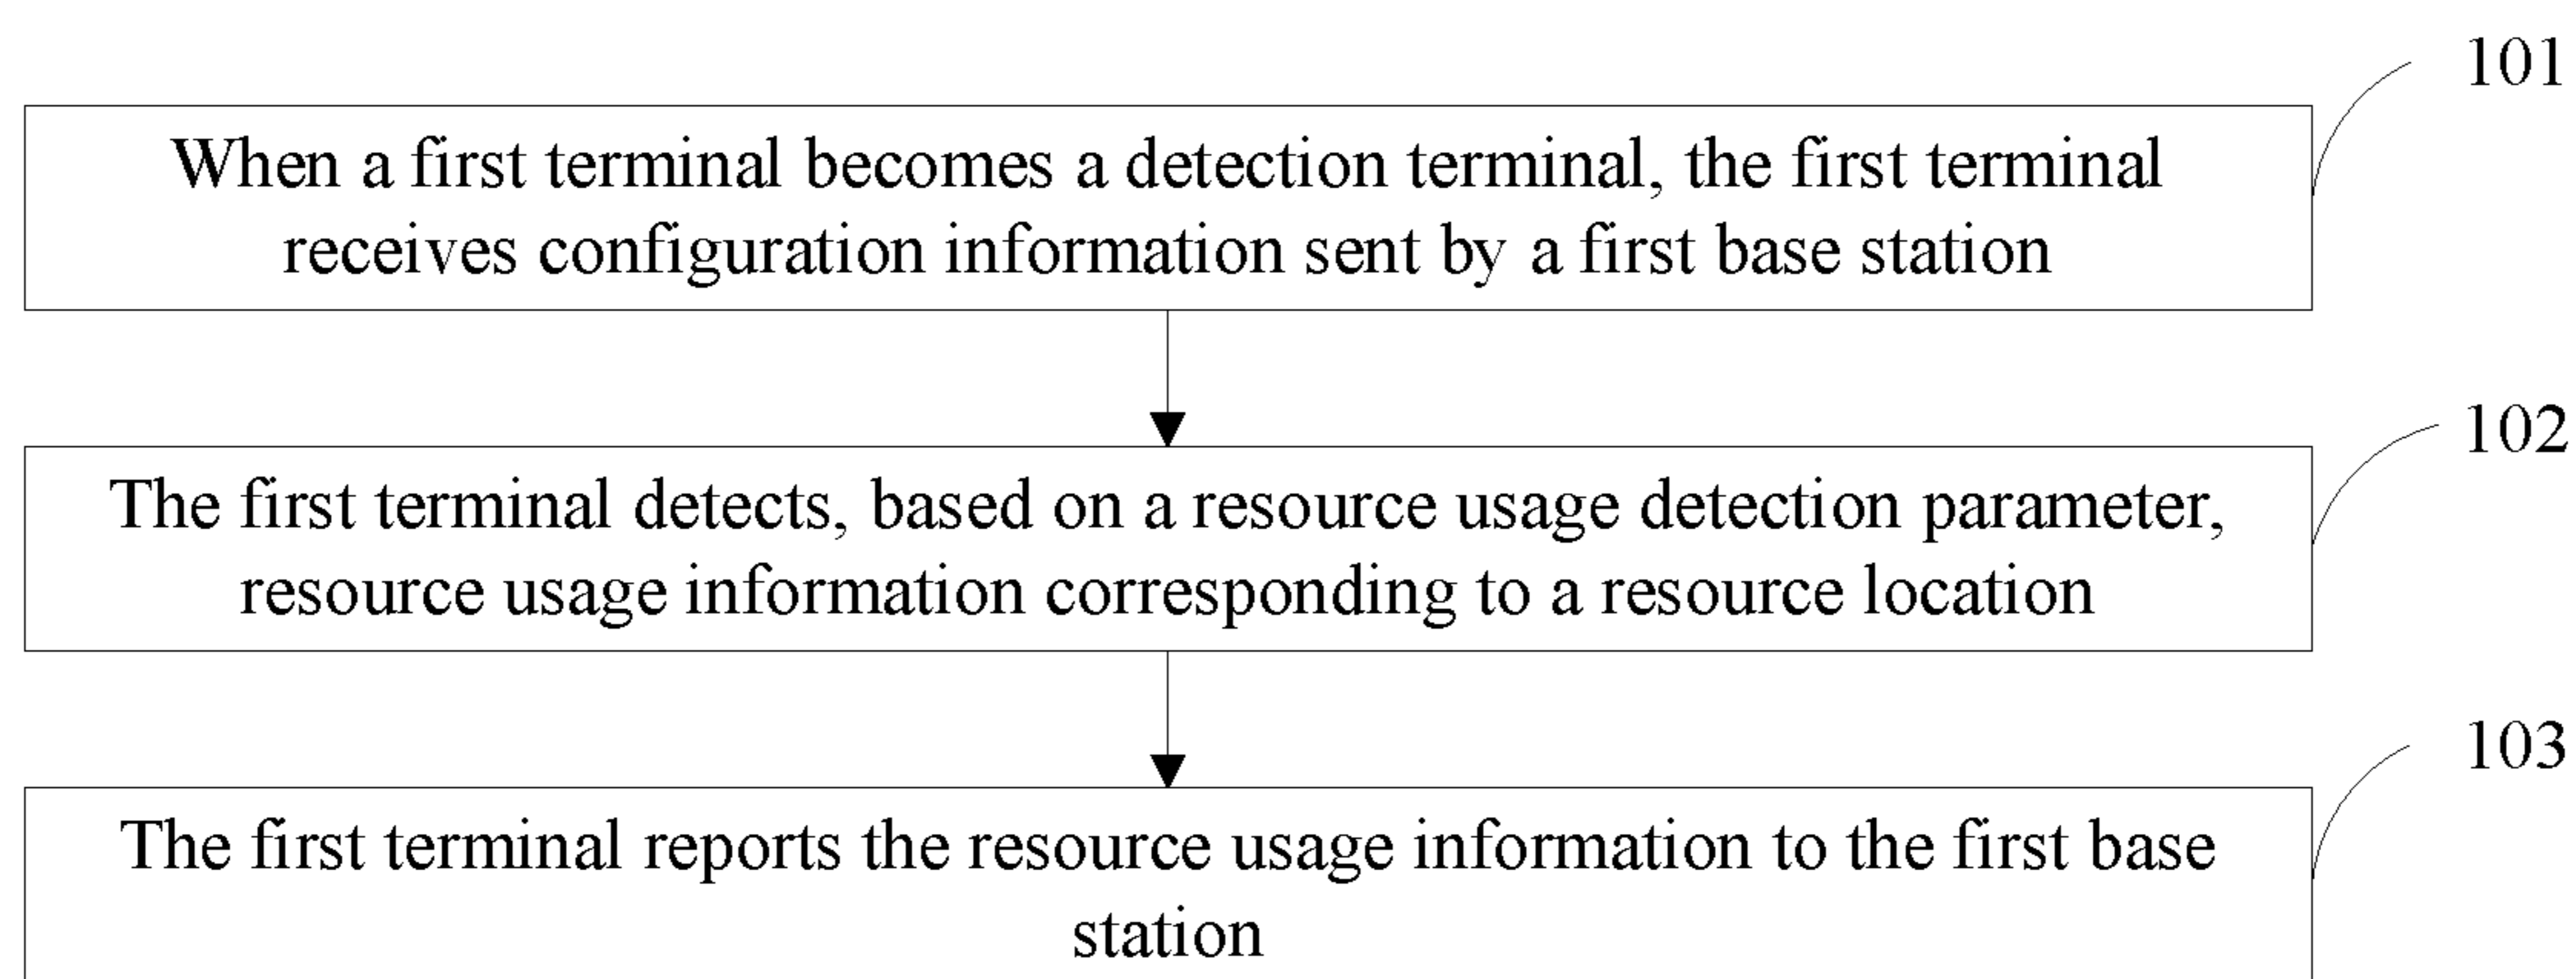 101
When a first terminal becomes a detection terminal, the first terminal
receives configuration information sent by a first base station
102
The first terminal detects, based on a resource usage detection parameter,
resource usage information corresponding to a resource location
103
The first terminal reports the resource usage information to the first base
station